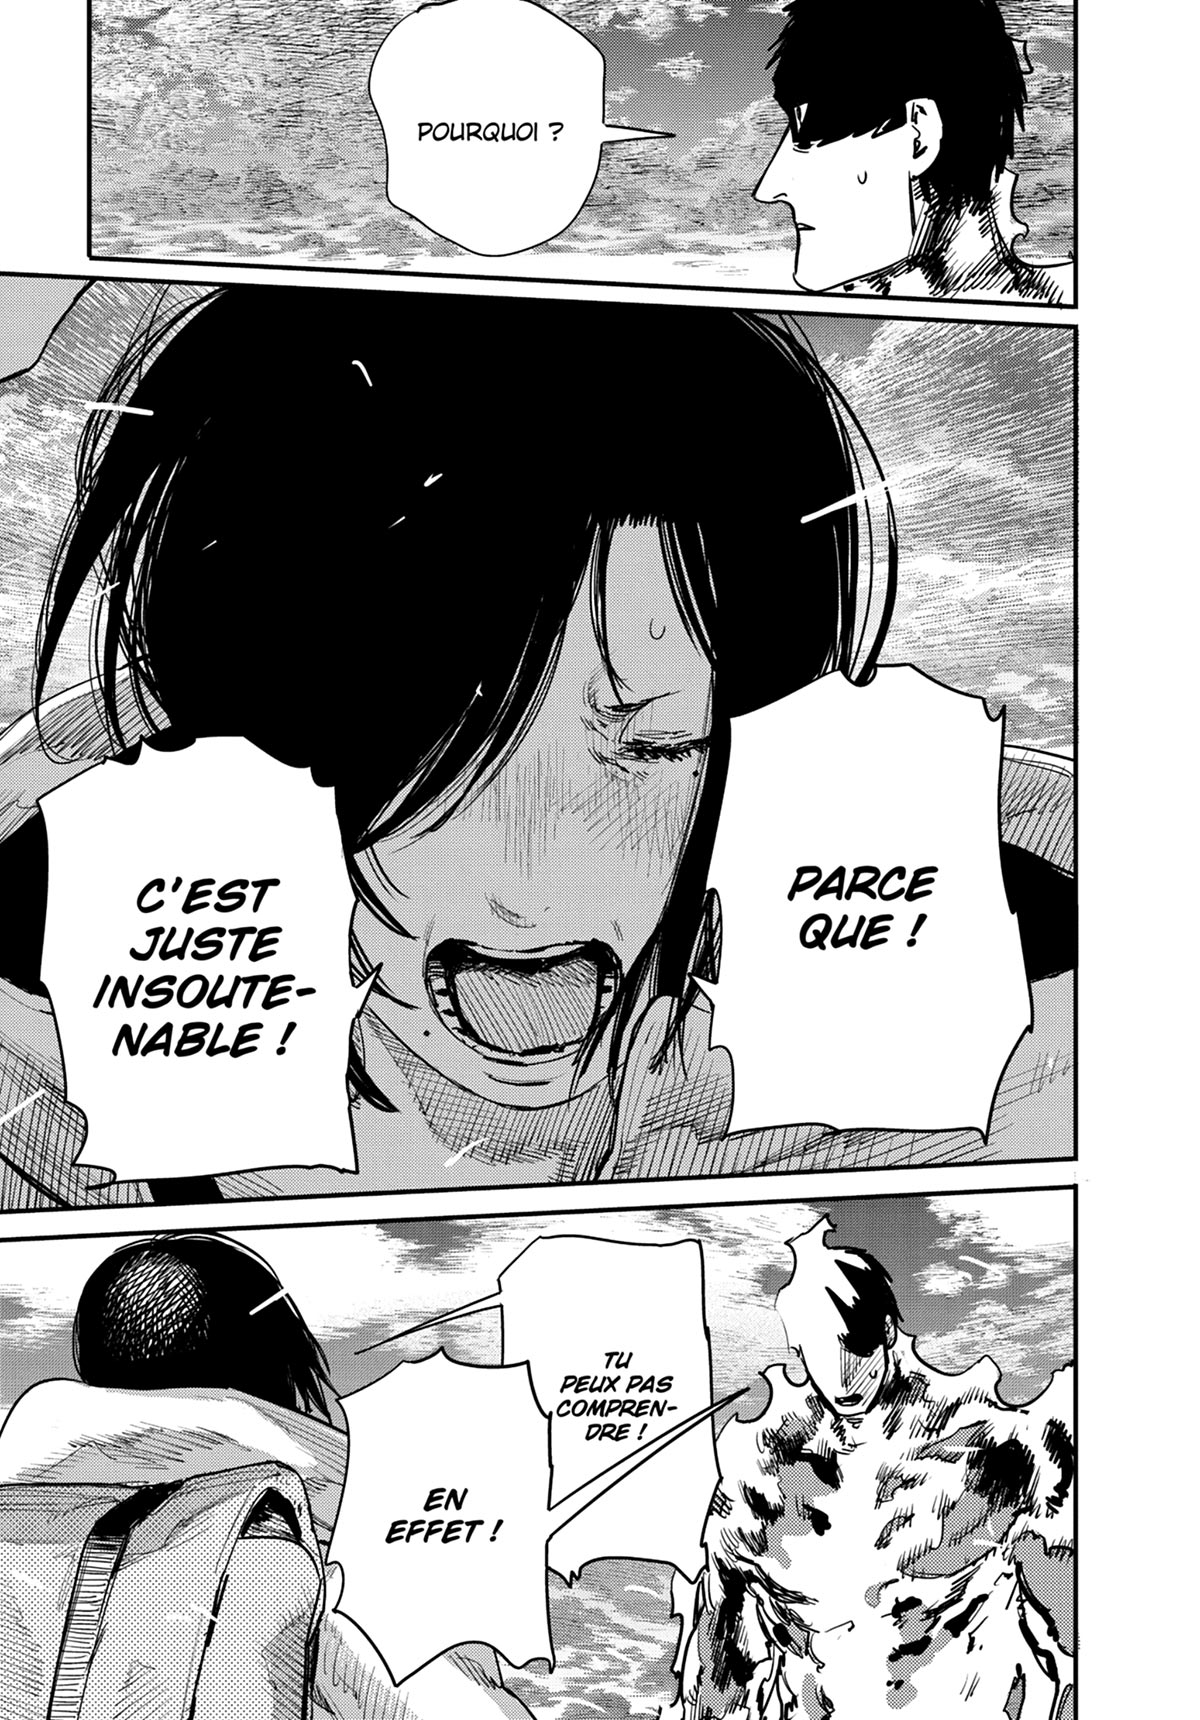 POURQUOI ?
PARCE
QUE !
C'EST
JUSTE
INSOUTE-
NABLE !
TU
PEUX PAS
COMPREN-
DRE !
EN
EFFET !